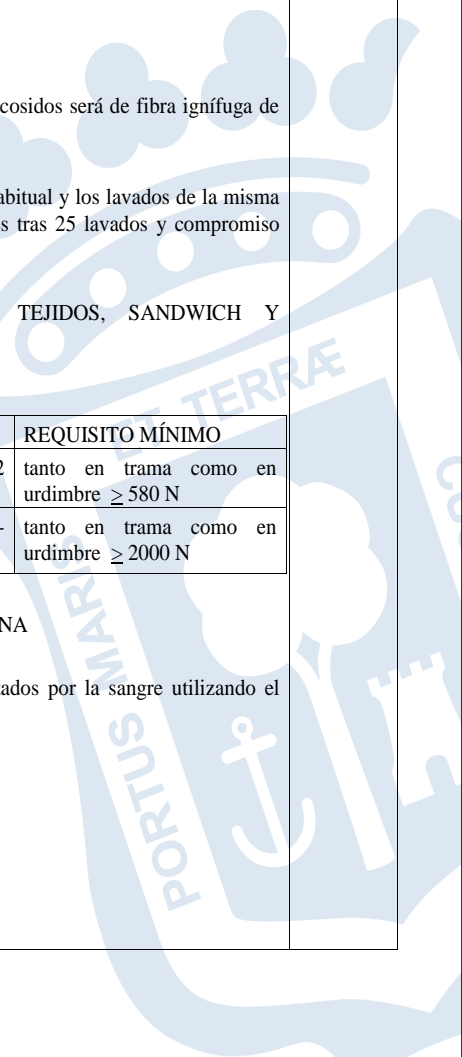 cosidos será de fibra ignífuga de
abitual y los lavados de la misma
s tras 25 lavados y compromiso
TEJIDOS, SANDWICH Y
ET TERRÆ
REQUISITO MÍNIMO
2 tanto en trama como en
urdimbre ≥ 580 N
- tanto en trama como en
urdimbre ≥ 2000 N
NA
tados por la sangre utilizando el
PORTUS MARIS